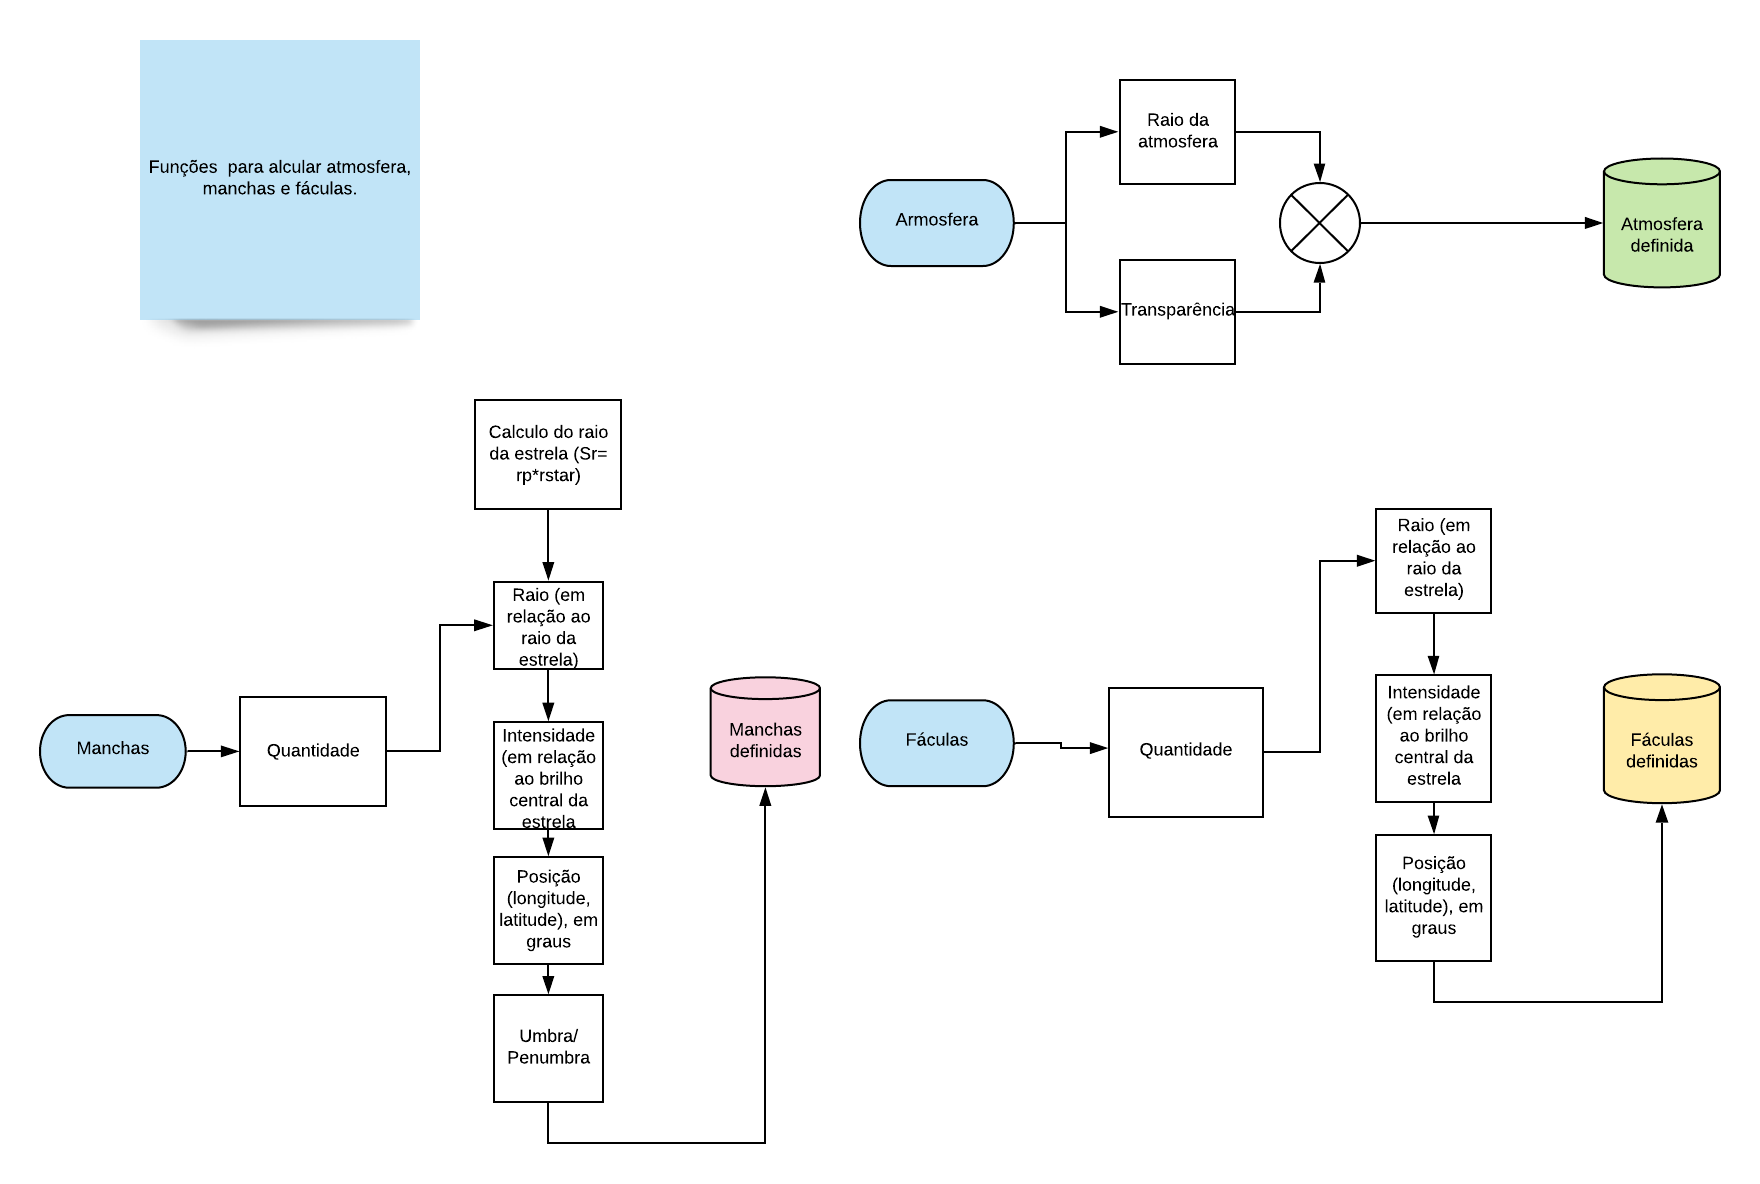 Funções  para alcular atmosfera,
manchas e fáculas.
Armosfera
Raio da
atmosfera
Transparência
Atmosfera
definida
Manchas
Quantidade
Calculo do raio
da estrela (Sr=
rp*rstar)
Raio (em
relação ao
raio da
estrela)
Intensidade
(em relação
ao brilho
central da
estrela
Posição
(longitude,
latitude), em
graus
Umbra/
Penumbra
Manchas
definidas
Fáculas
Quantidade
Raio (em
relação ao
raio da
estrela)
Intensidade
(em relação
ao brilho
central da
estrela
Posição
(longitude,
latitude), em
graus
Fáculas
definidas